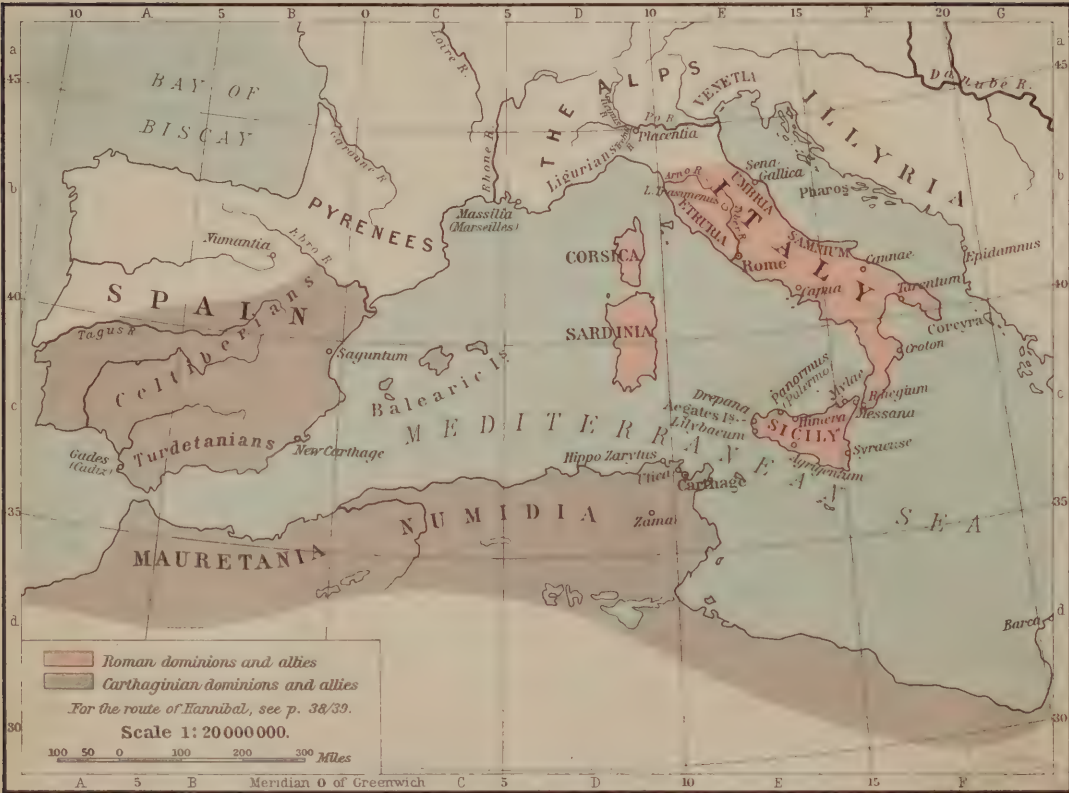 10 A 5 B 0 C 5 D 10 E 15 F 20 G
a
45
b
40
c
35
d
30
a
45
b
40
c
35
d
30
BAY OF
BISCAY
Loire R.
Garonne R.
Rhone R.
THE ALPS
VENETI
ILLYRIA
Danube R.
Po R.
Placentia
Ligurians
Massilia
(Marseilles)
PYRENEES
Numantia
Ebro R.
SPAIN
Tagus R.
Celtiberians
Saguntum
Turdetanians
Gades
(Cadiz)
New Carthage
Balearic Is.
CORSICA
SARDINIA
ITALY
Arno R.
L. Trasimenus
ETRURIA
UMBRIA
Tiber R.
Sena
Gallica
Pharos
SAMNIUM
Rome
Cannae
Capua
Tarentum
Epidamnus
Corcyra
Croton
Rhegium
Messana
Mylae
Panormus
(Palermo)
Himera
Drepana
Aegates Is.
Lilybaeum
SICILY
Agrigentum
Syracuse
MEDITERRANEAN
SEA
Hippo Zarytus
Utica
Carthage
Zama
NUMIDIA
MAURETANIA
Barca
Roman dominions and allies
Carthaginian dominions and allies
For the route of Hannibal, see p. 38/39.
Scale 1:20000000.
100 50 0 100 200 300 Miles
A 5 B Meridian 0 of Greenwich C 5 D 10 E 15 F